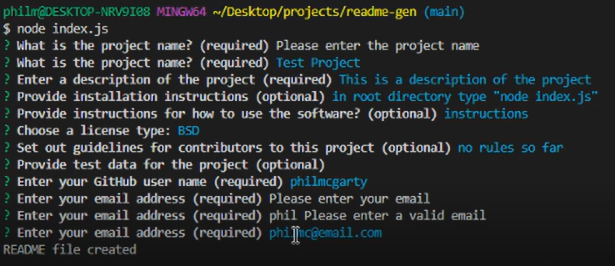 philm@DESKTOP-NRV9I08 MINGW64 ~/Desktop/projects/readme-gen (main)
$ node index.js
? What is the project name? (required) Please enter the project name
? What is the project name? (required) Test Project
? Enter a description of the project (required) This is a description of the project
? Provide installation instructions (optional) in root directory type "node index.js"
? Provide instructions for how to use the software? (optional) instructions
? Choose a license type: BSD
? Set out guidelines for contributors to this project (optional) no rules so far
? Provide test data for the project (optional)
? Enter your GitHub user name (required) philmcgarty
? Enter your email address (required) Please enter your email
? Enter your email address (required) phil Please enter a valid email
? Enter your email address (required) philmc@email.com
README file created